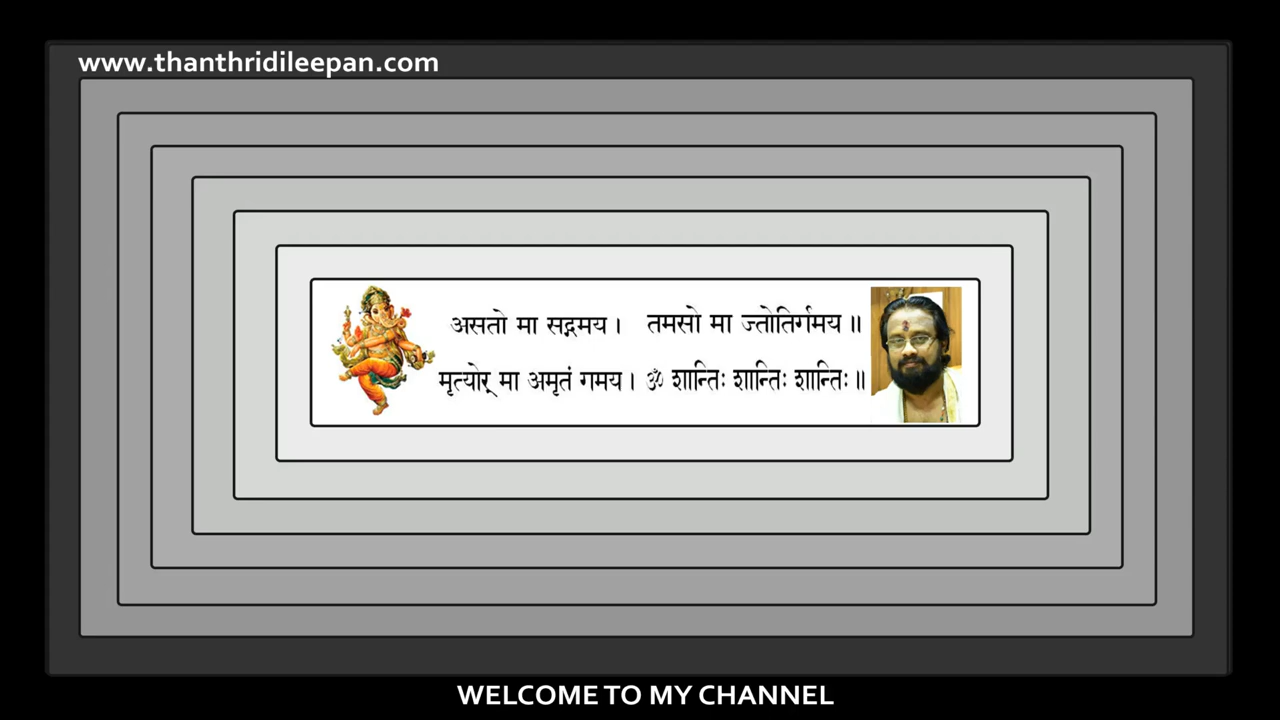 www.thanthridileepan.com
असतो मा सद्गमय। तमसो मा ज्तोतिर्गमय॥
मृत्योर् मा अमृतं गमय। ॐ शान्तिः शान्तिः शान्तिः॥
WELCOME TO MY CHANNEL